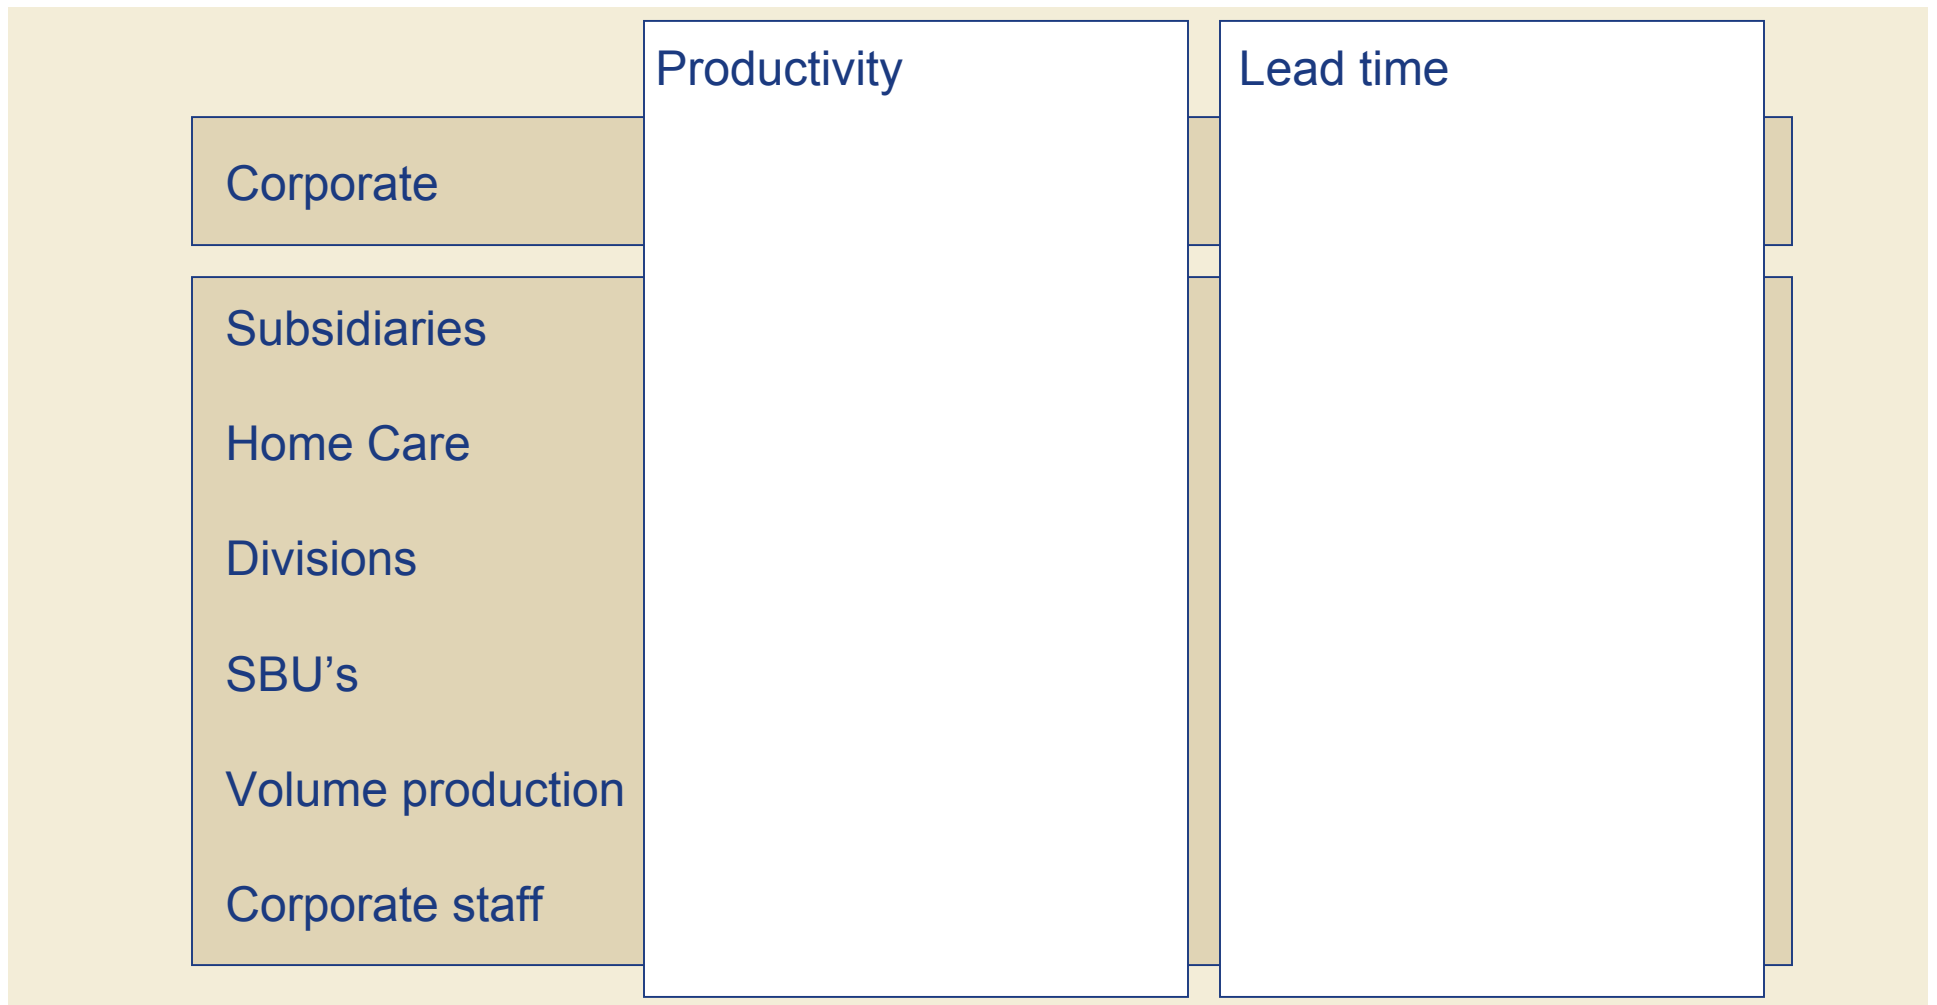 Productivity
Lead time
Corporate
Subsidiaries
Home Care
Divisions
SBU’s
Volume production
Corporate staff